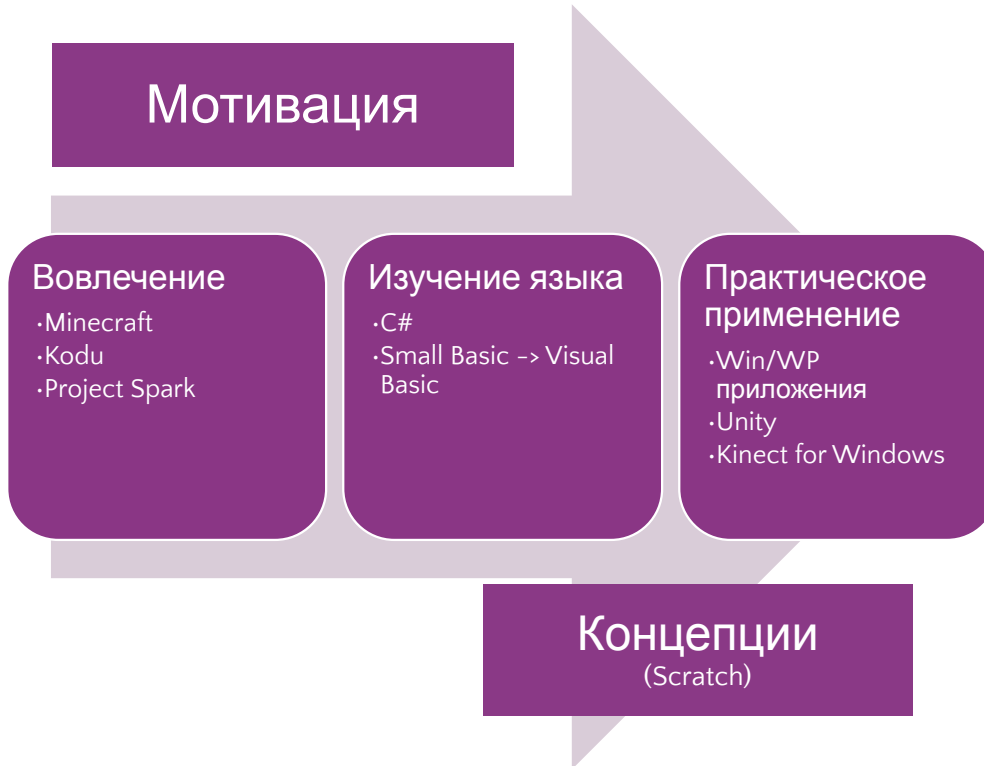 Мотивация
Вовлечение
·Minecraft
·Kodu
·Project Spark
Изучение языка
·C#
·Small Basic -> Visual
Basic
Практическое
применение
·Win/WP
приложения
·Unity
·Kinect for Windows
Концепции
(Scratch)